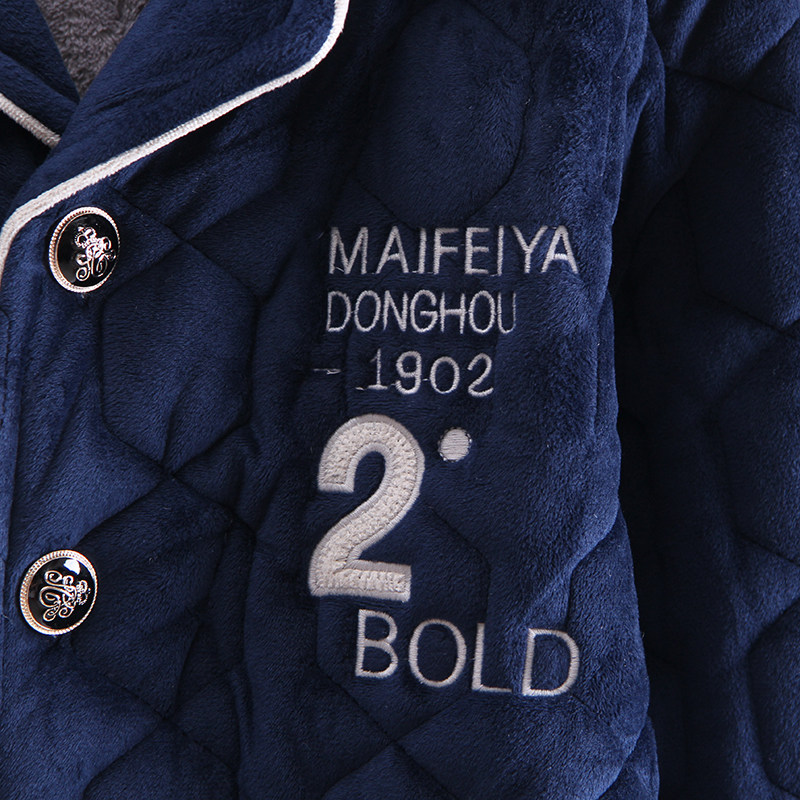 MAIFEIYA
DONGHOU
- 1902
2
BOLD